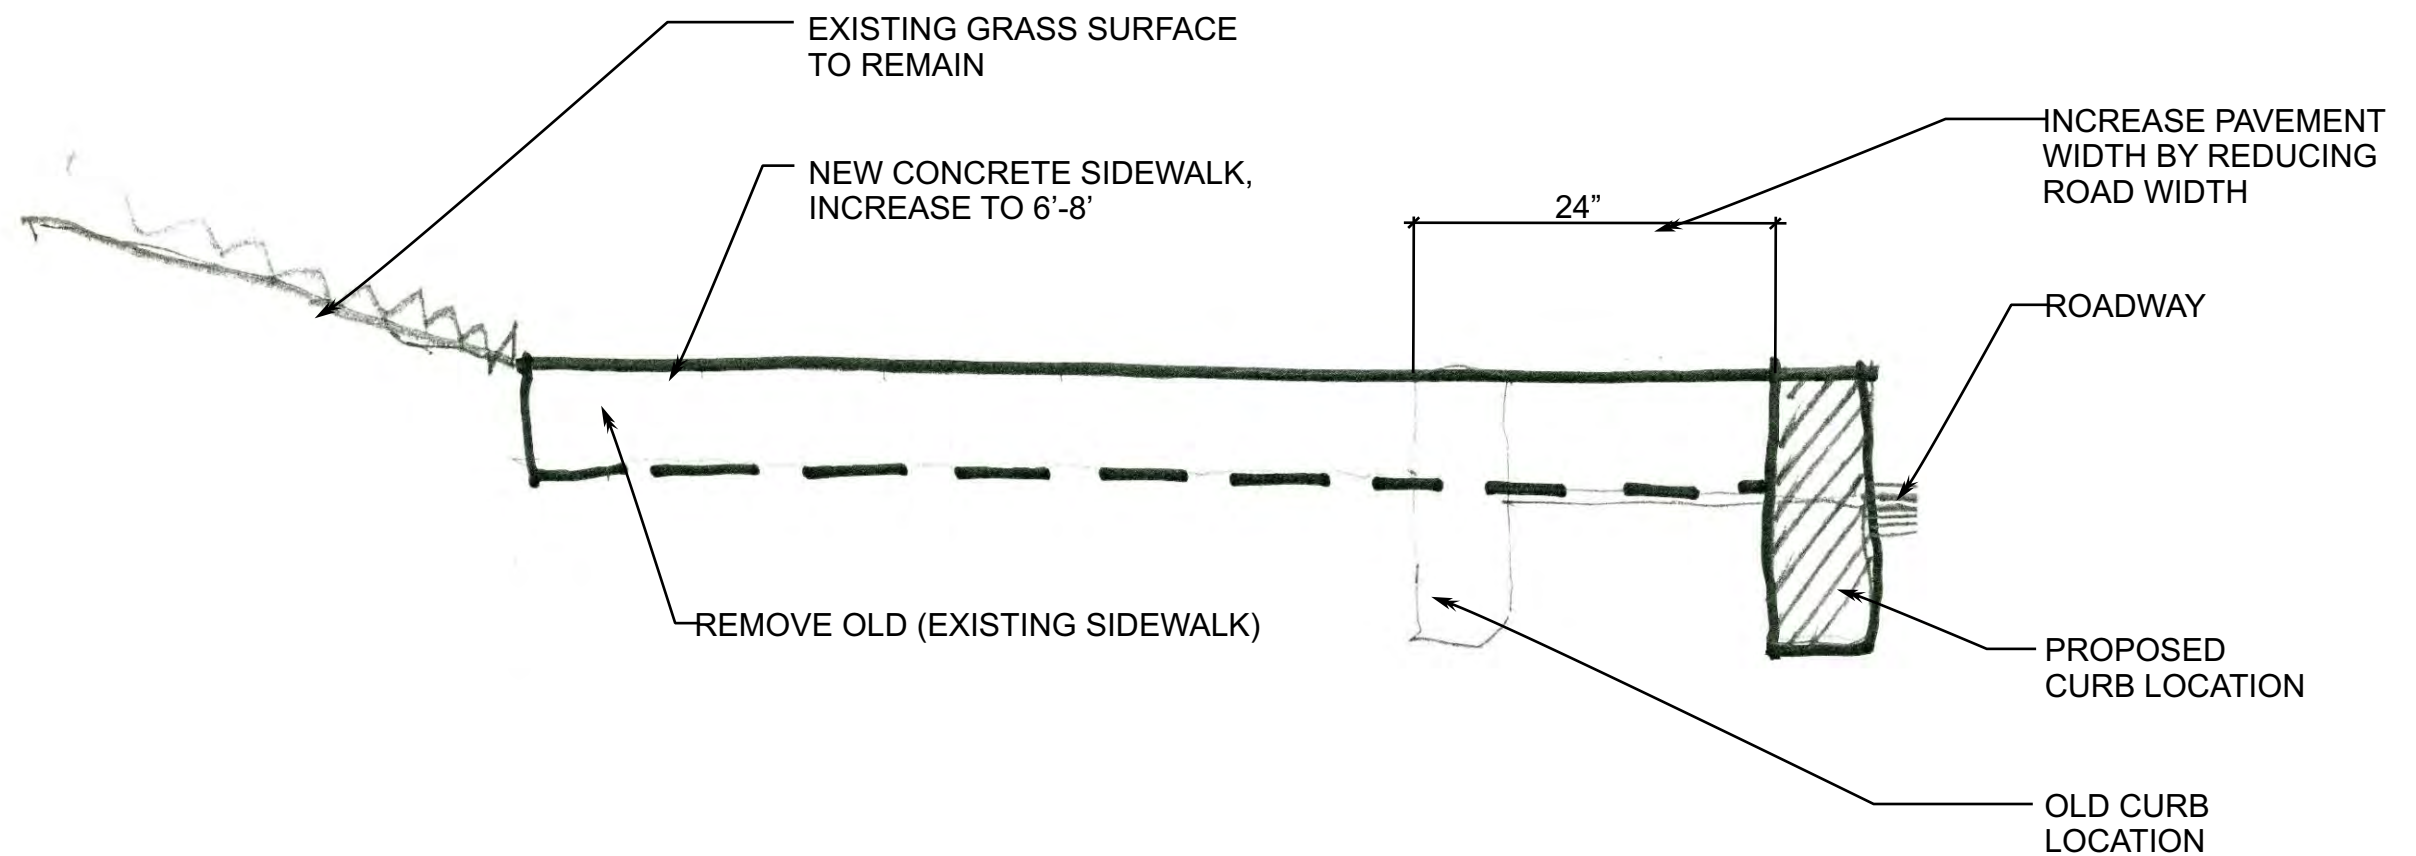 EXISTING GRASS SURFACE
TO REMAIN
NEW CONCRETE SIDEWALK,
INCREASE TO 6’-8’
INCREASE PAVEMENT
WIDTH BY REDUCING
ROAD WIDTH
24”
ROADWAY
REMOVE OLD (EXISTING SIDEWALK)
PROPOSED
CURB LOCATION
OLD CURB
LOCATION